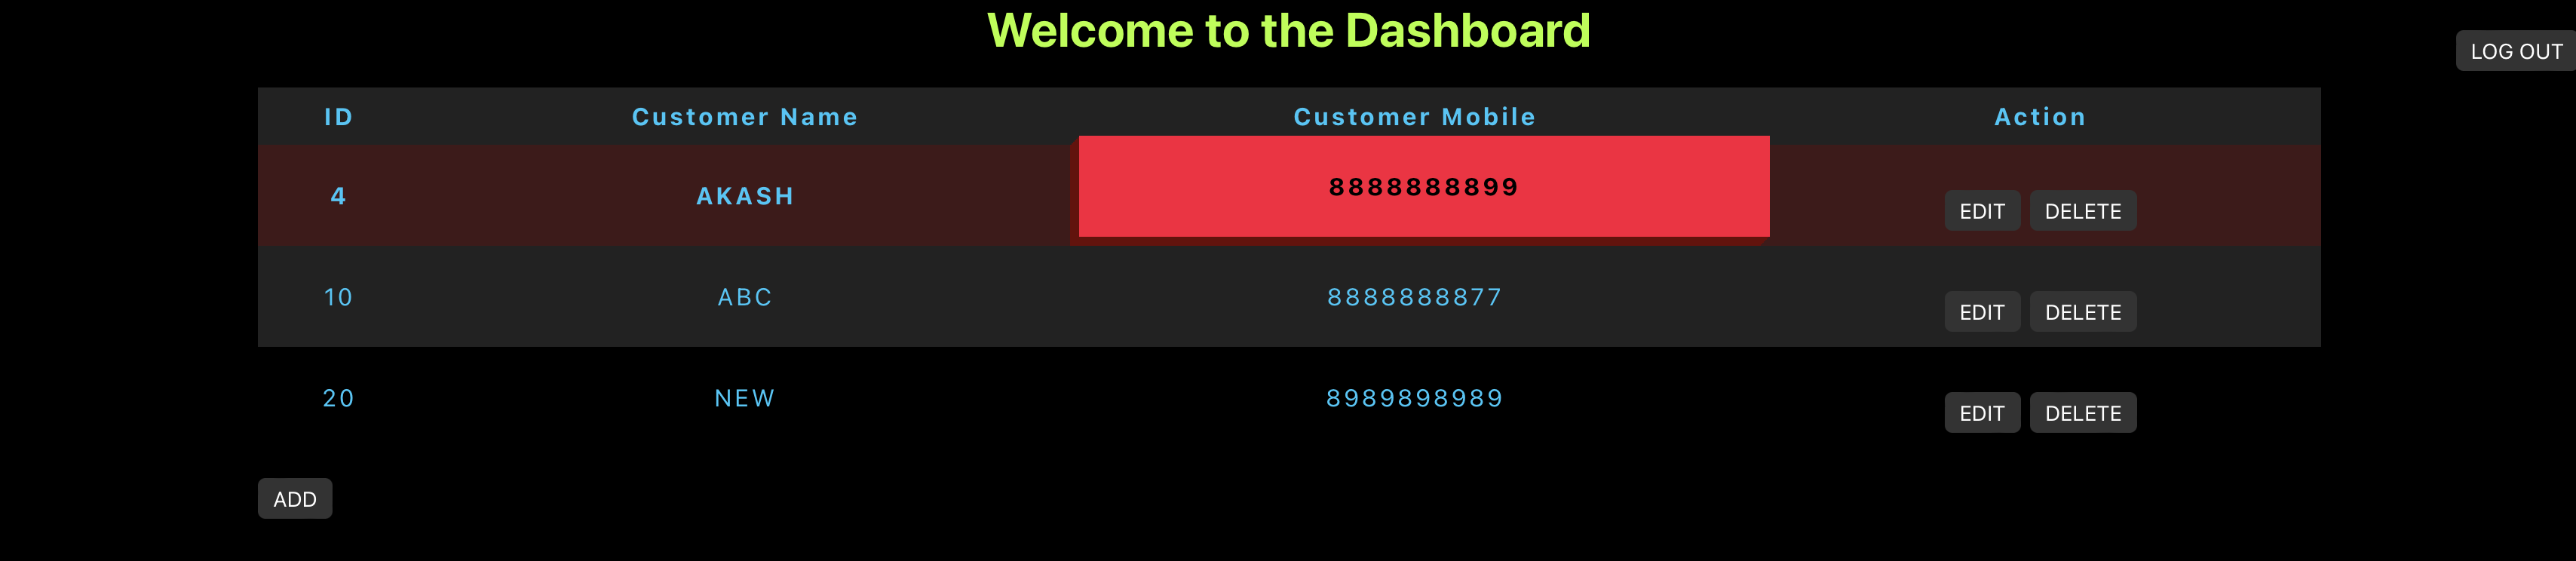 Welcome to the Dashboard
LOG OUT
ID Customer Name Customer Mobile Action
4 AKASH 8888888899 EDIT DELETE
10 ABC 8888888877 EDIT DELETE
20 NEW 8989898989 EDIT DELETE
ADD